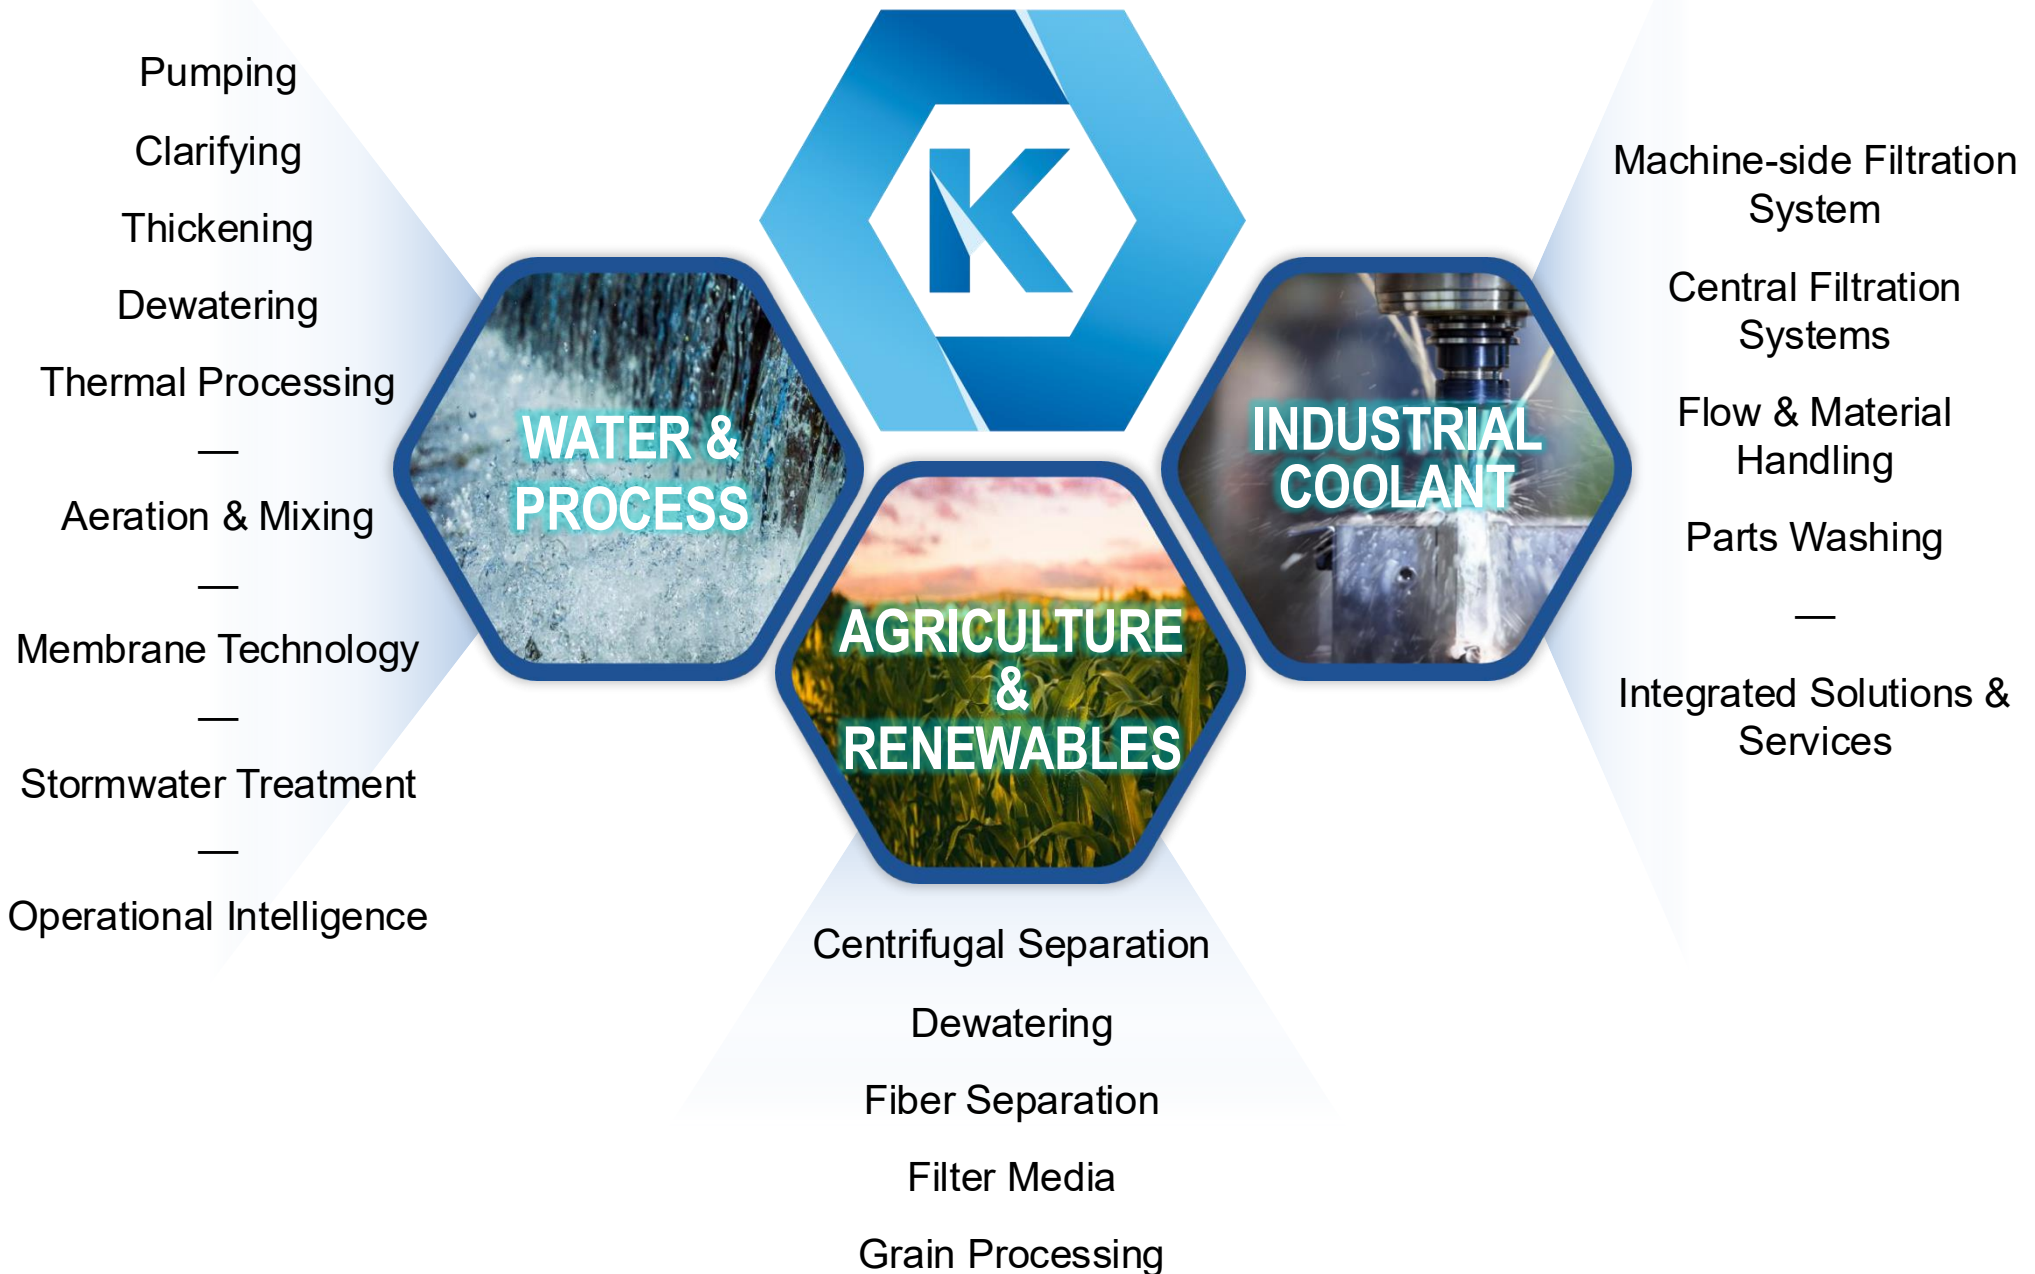 Pumping
Clarifying
Thickening
Dewatering
Thermal Processing
—
Aeration & Mixing
—
Membrane Technology
—
Stormwater Treatment
—
Operational Intelligence
K
WATER &
PROCESS
AGRICULTURE
&
RENEWABLES
INDUSTRIAL
COOLANT
Centrifugal Separation
Dewatering
Fiber Separation
Filter Media
Grain Processing
Machine-side Filtration
System
Central Filtration
Systems
Flow & Material
Handling
Parts Washing
—
Integrated Solutions &
Services